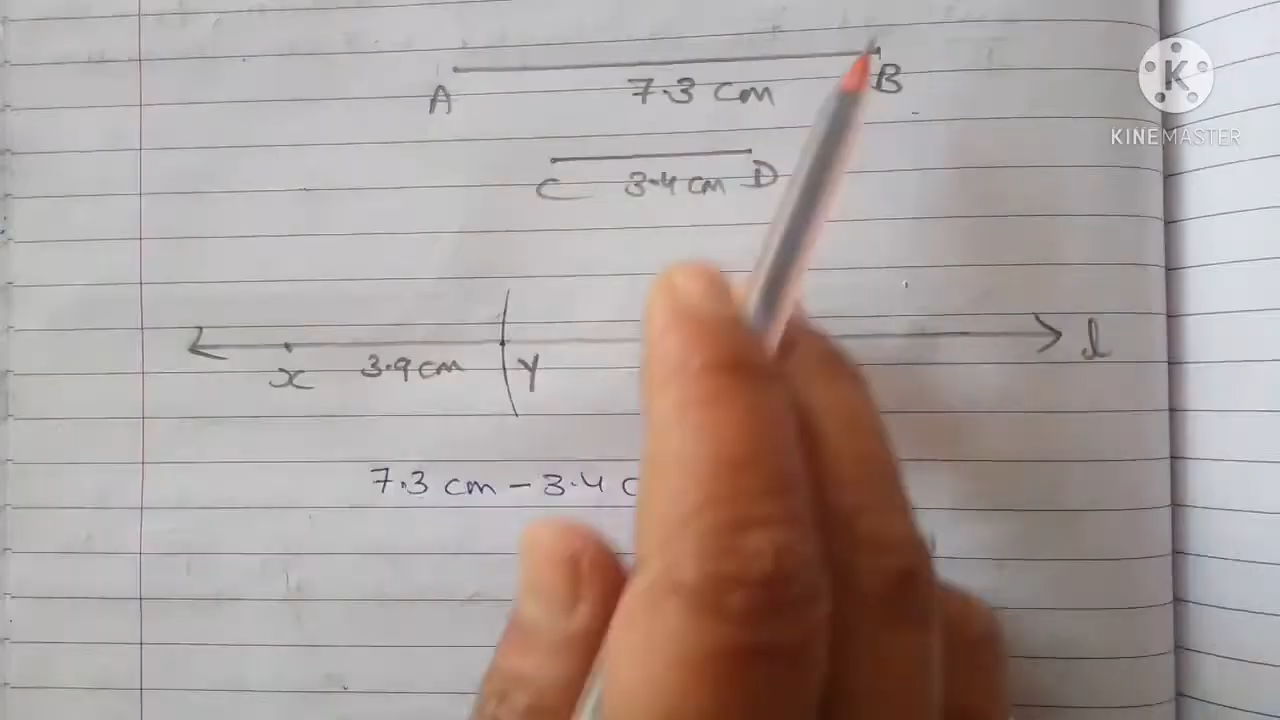 A 7.3 cm B
K
KINEMASTER
C 3.4 cm D
x 3.9 cm Y l
7.3 cm - 3.4 c